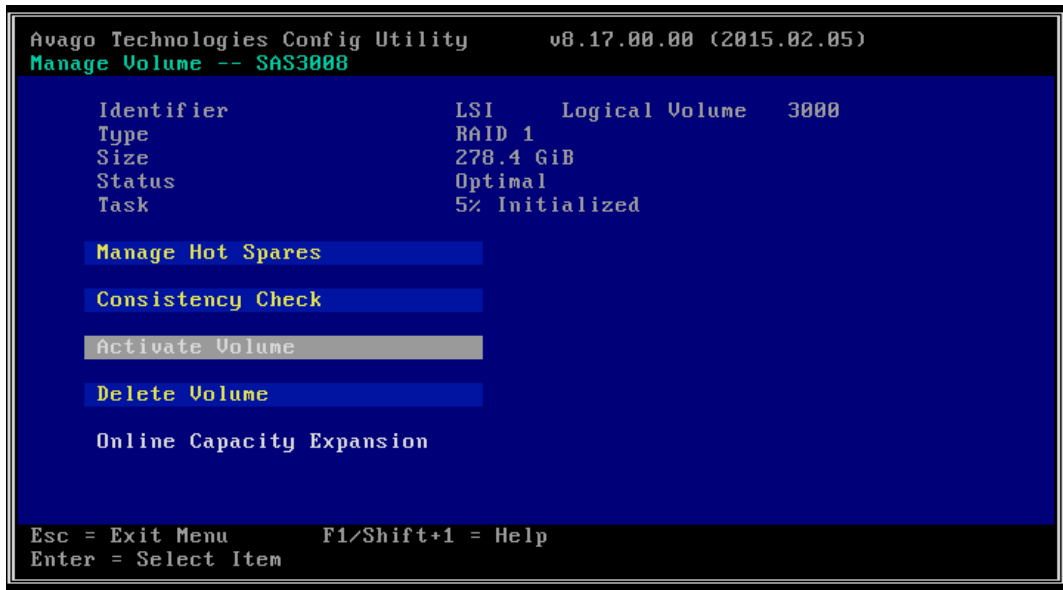 Avago Technologies Config Utility v8.17.00.00 (2015.02.05)
Manage Volume -- SAS3008
Identifier LSI Logical Volume 3000
Type RAID 1
Size 278.4 GiB
Status Optimal
Task 5% Initialized
Manage Hot Spares
Consistency Check
Activate Volume
Delete Volume
Online Capacity Expansion
Esc = Exit Menu F1/Shift+1 = Help
Enter = Select Item